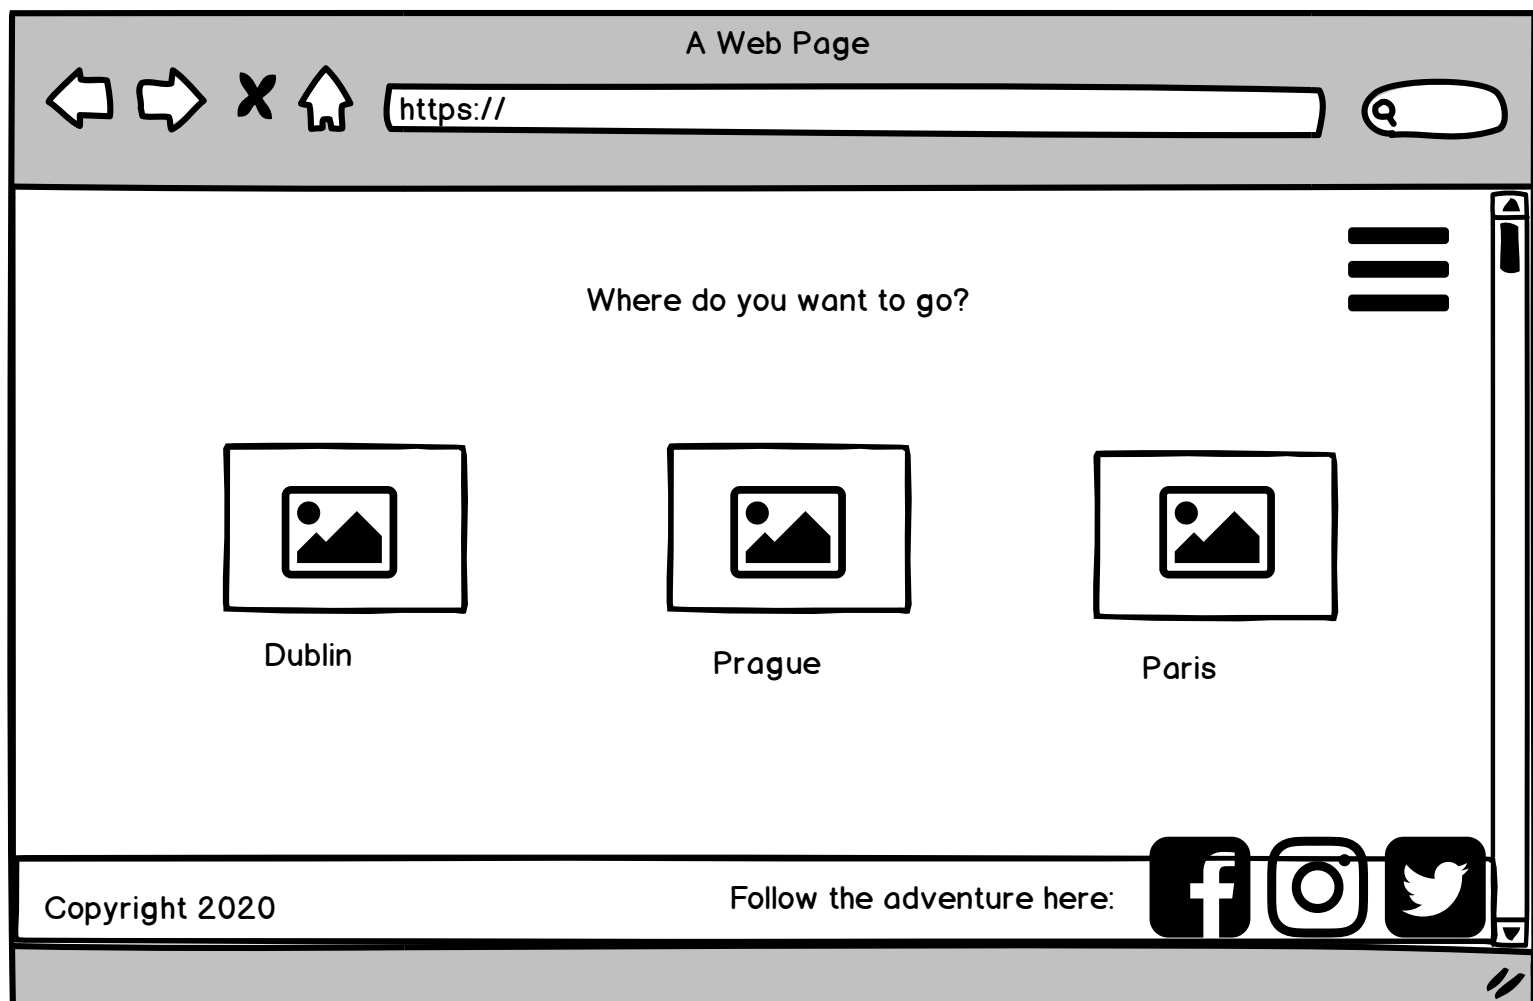 A Web Page
https://
Where do you want to go?
Dublin
Prague
Paris
Copyright 2020
Follow the adventure here: